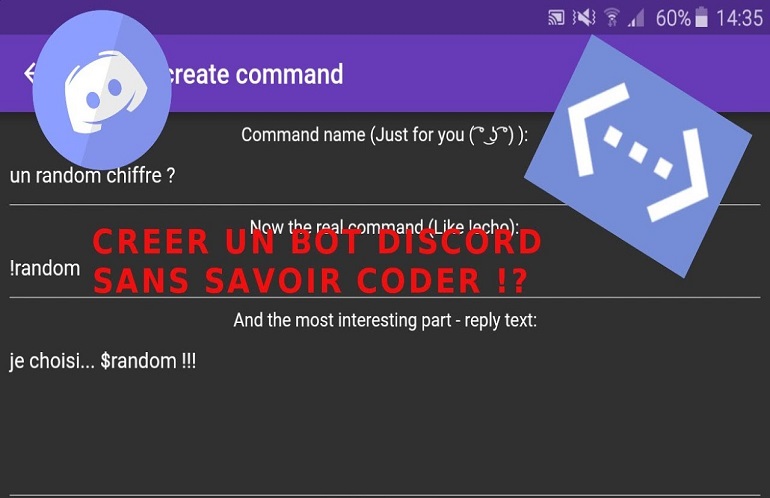 60% 14:35
create command
Command name (Just for you ( ͡° ͜ʖ ͡°) ):
un random chiffre ?
Now the real command (Like !echo):
!random
CREER UN BOT DISCORD
SANS SAVOIR CODER !?
And the most interesting part - reply text:
je choisi... $random !!!